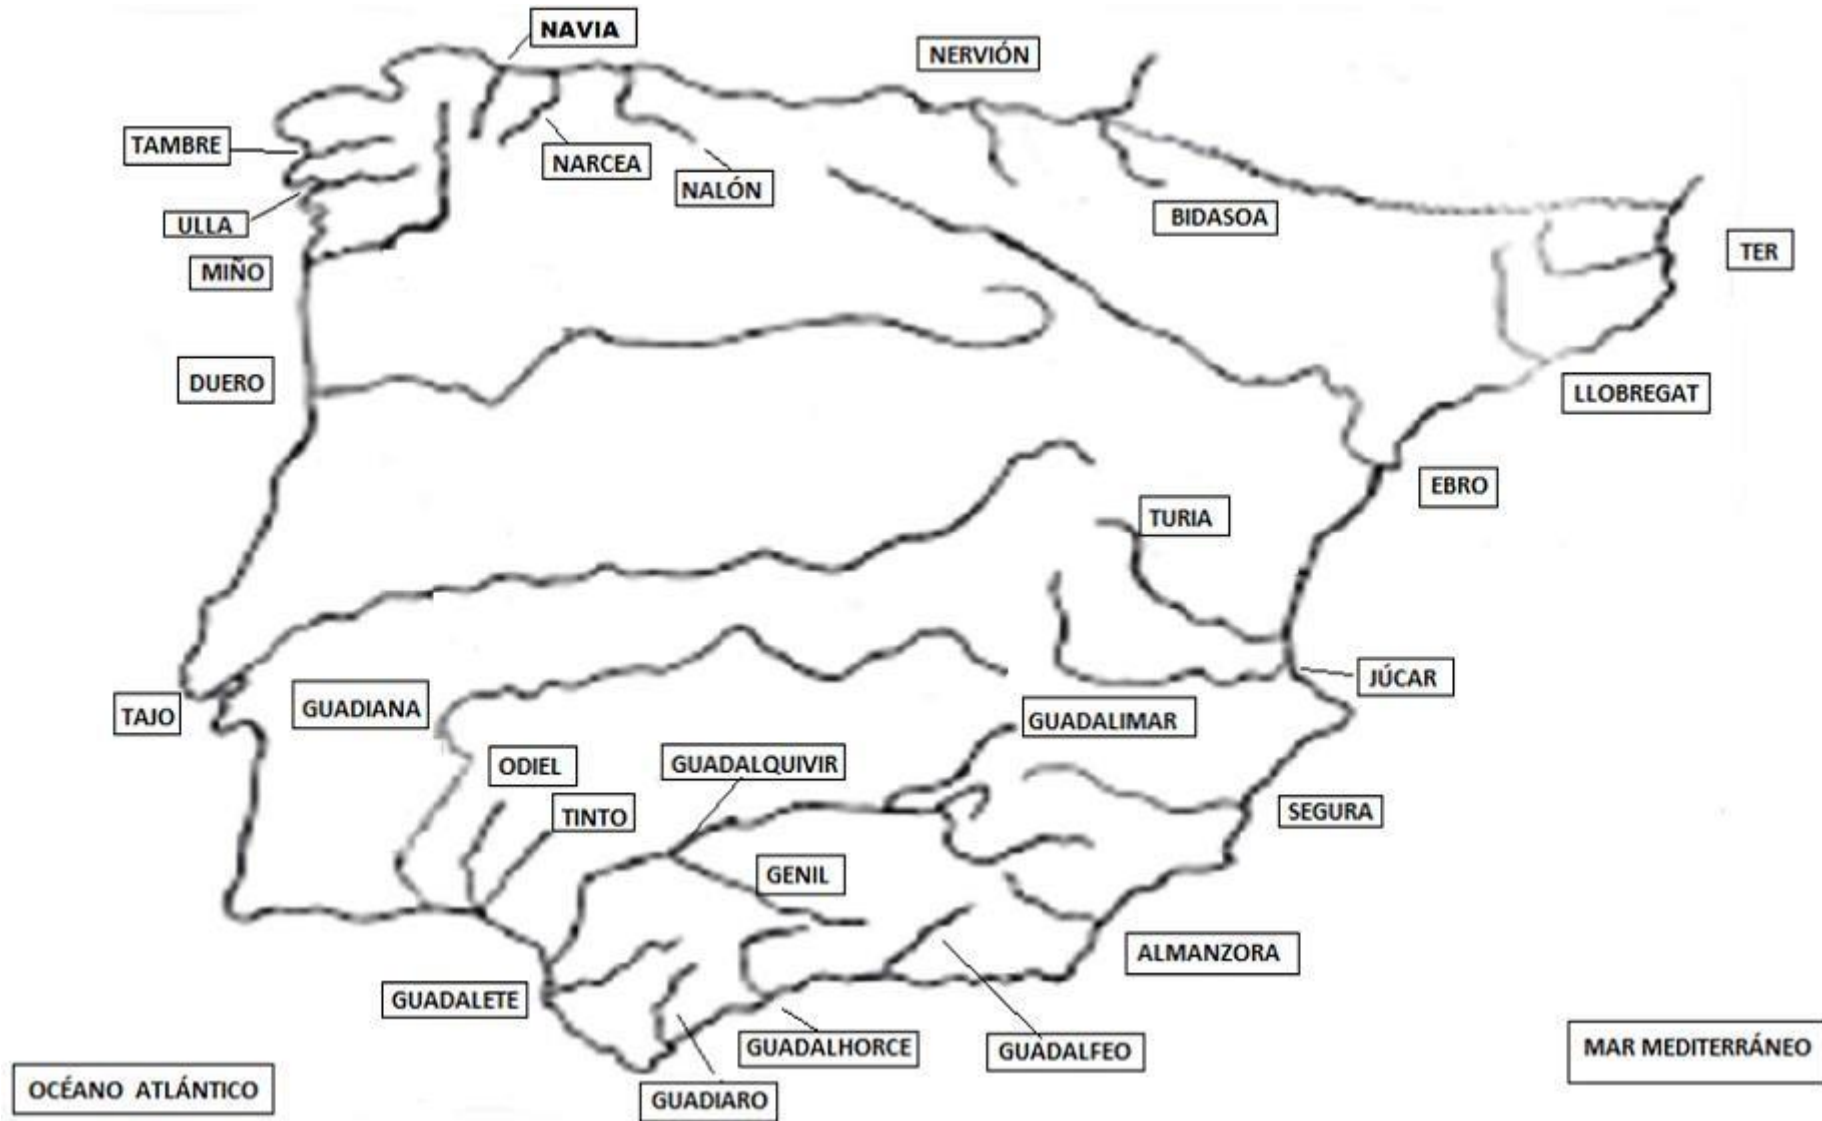 NAVIA
NERVIÓN
TAMBRE
NARCEA
NALÓN
ULLA
BIDASOA
MIÑO
TER
DUERO
LLOBREGAT
EBRO
TURIA
JÚCAR
TAJO
GUADIANA
GUADALIMAR
ODIEL
GUADALQUIVIR
TINTO
SEGURA
GENIL
ALMANZORA
GUADALETE
GUADALHORCE
GUADALFEO
MAR MEDITERRÁNEO
OCÉANO ATLÁNTICO
GUADIARO